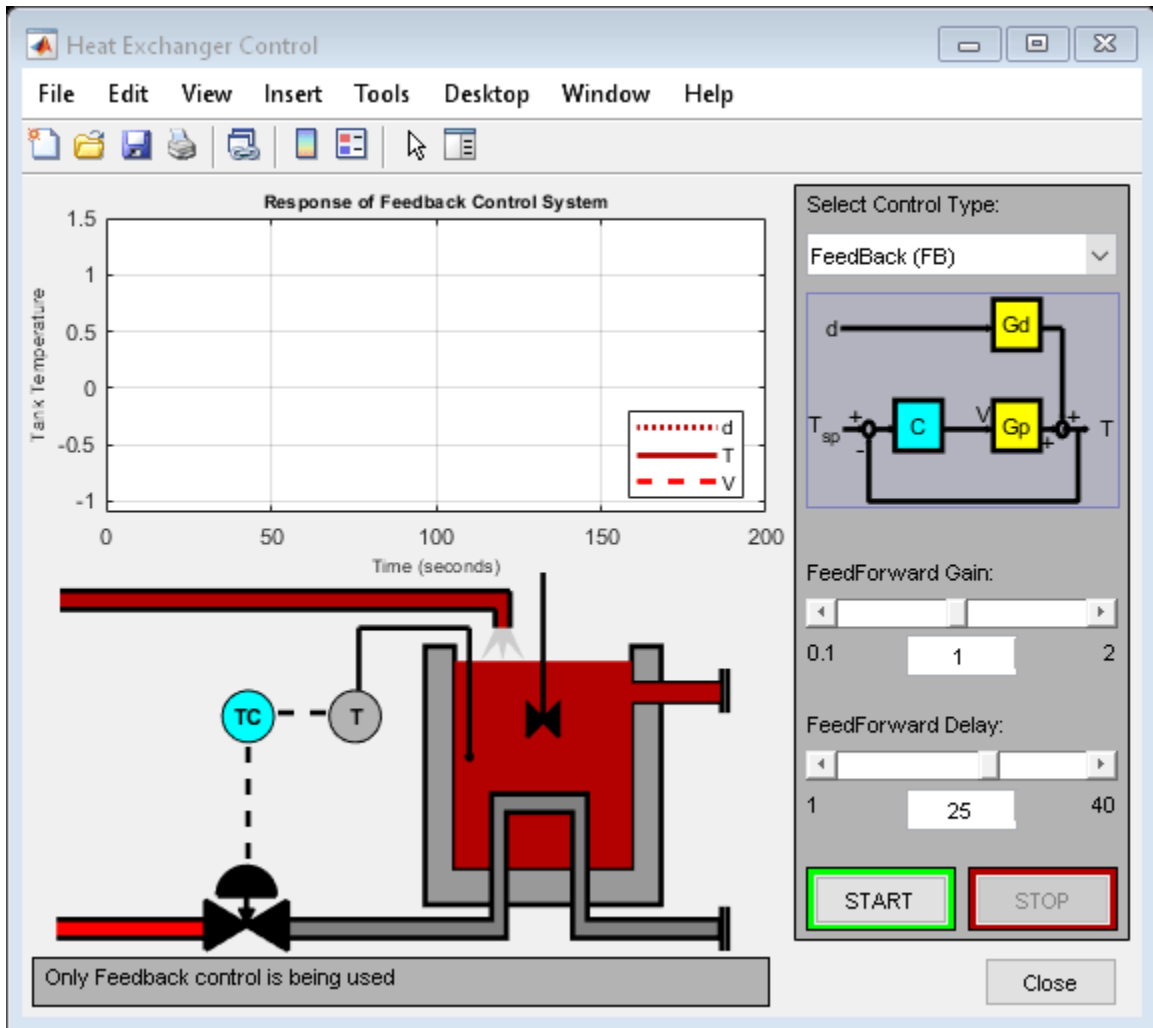 Heat Exchanger Control
File Edit View Insert Tools Desktop Window Help
Response of Feedback Control System
1.5
1
0.5
0
-0.5
-1
Tank Temperature
0 50 100 150 200
Time (seconds)
d
T
V
Select Control Type:
FeedBack (FB)
d
Gd
Tsp
+
-
C
V
Gp
+
+
T
FeedForward Gain:
0.1 1 2
FeedForward Delay:
1 25 40
START STOP
TC
T
Only Feedback control is being used
Close